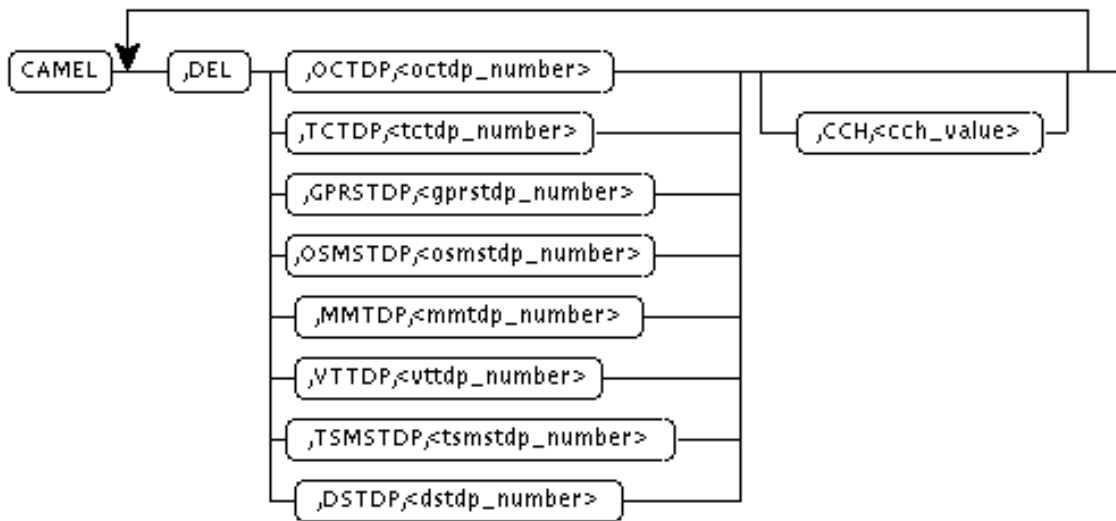 CAMEL ,DEL ,OCTDP,<octdp_number>
,TCTDP,<tctdp_number> ,CCH,<cch_value>
,GPRSTDP,<gprstdp_number>
,OSMSTDP,<osmstdp_number>
,MMTDP,<mmtdp_number>
,VTTDP,<vttdp_number>
,TSMSTDP,<tsmstdp_number>
,DSTDP,<dstdp_number>